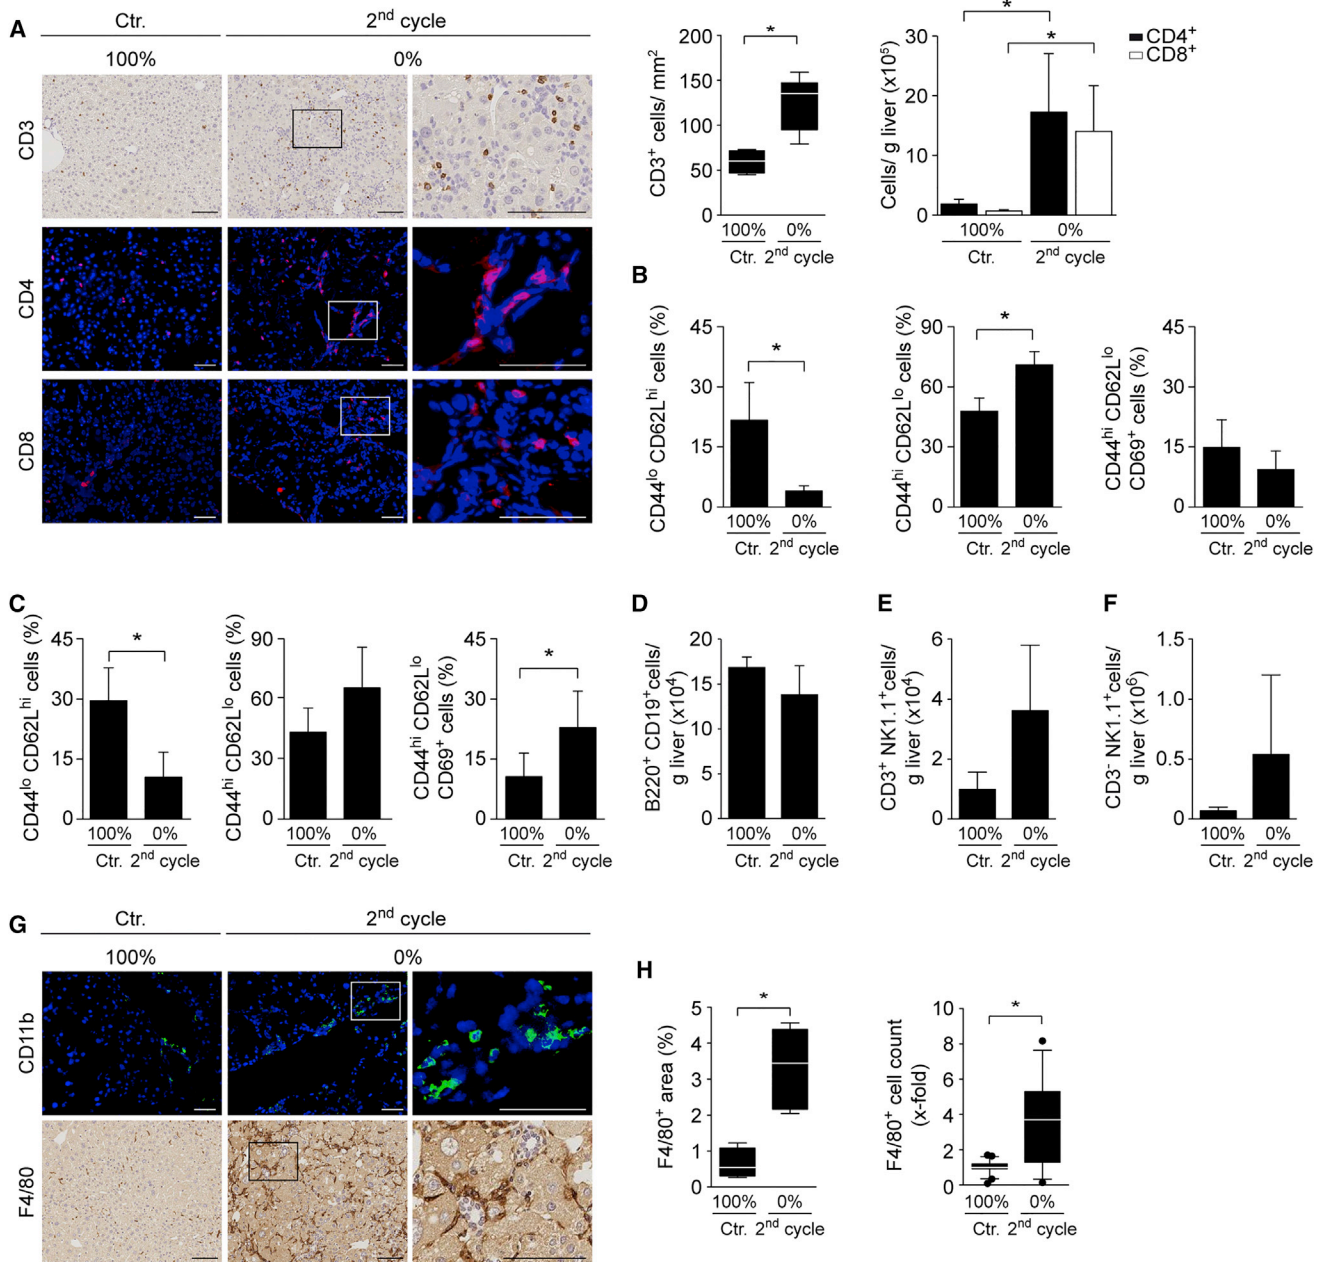 A
Ctr.
2nd cycle
100%
0%
CD3
CD4
CD8
CD3+ cells/ mm2
200
150
100
50
0
*
100%
0%
Ctr.
2nd cycle
Cells/ g liver (x105)
30
20
10
0
*
*
CD4+
CD8+
100%
0%
Ctr.
2nd cycle
B
CD44lo CD62Lhi cells (%)
45
30
15
0
*
100%
0%
Ctr.
2nd cycle
CD44hi CD62Llo cells (%)
90
60
30
0
*
100%
0%
Ctr.
2nd cycle
CD44hi CD62Llo
CD69+ cells (%)
45
30
15
0
100%
0%
Ctr.
2nd cycle
C
CD44lo CD62Lhi cells (%)
45
30
15
0
*
100%
0%
Ctr.
2nd cycle
CD44hi CD62Llo cells (%)
90
60
30
0
100%
0%
Ctr.
2nd cycle
CD44hi CD62Llo
CD69+ cells (%)
45
30
15
0
*
100%
0%
Ctr.
2nd cycle
D
B220+ CD19+cells/
g liver (x104)
20
15
10
5
0
100%
0%
Ctr.
2nd cycle
E
CD3+ NK1.1+cells/
g liver (x104)
6
4
2
0
100%
0%
Ctr.
2nd cycle
F
CD3- NK1.1+cells/
g liver (x106)
1.5
1.0
0.5
0
100%
0%
Ctr.
2nd cycle
G
Ctr.
2nd cycle
100%
0%
CD11b
F4/80
H
F4/80+ area (%)
5
4
3
2
1
0
*
100%
0%
Ctr.
2nd cycle
F4/80+ cell count
(x-fold)
10
8
6
4
2
0
*
100%
0%
Ctr.
2nd cycle